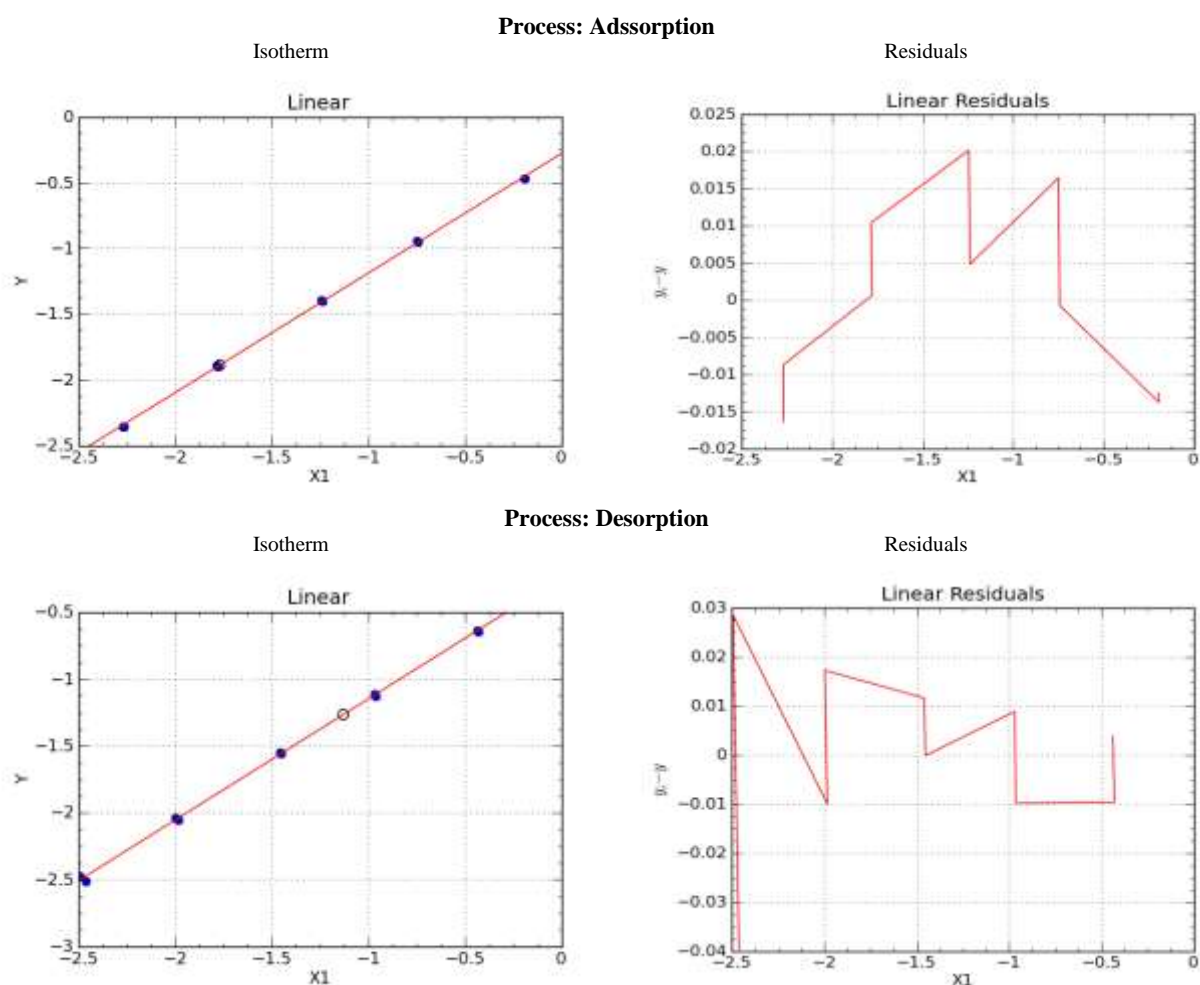 Process: Adssorption
Isotherm Residuals
Linear
0
−0.5
−1
−1.5
−2
−2.5
Y
−2.5 −2 −1.5 −1 −0.5 0
X1
Linear Residuals
0.025
0.02
0.015
0.01
0.005
0
−0.005
−0.01
−0.015
−0.02
yᵢ−y
−2.5 −2 −1.5 −1 −0.5 0
X1
Process: Desorption
Isotherm Residuals
Linear
−0.5
−1
−1.5
−2
−2.5
−3
Y
−2.5 −2 −1.5 −1 −0.5 0
X1
Linear Residuals
0.03
0.02
0.01
0
−0.01
−0.02
−0.03
−0.04
yᵢ−y
−2.5 −2 −1.5 −1 −0.5 0
X1